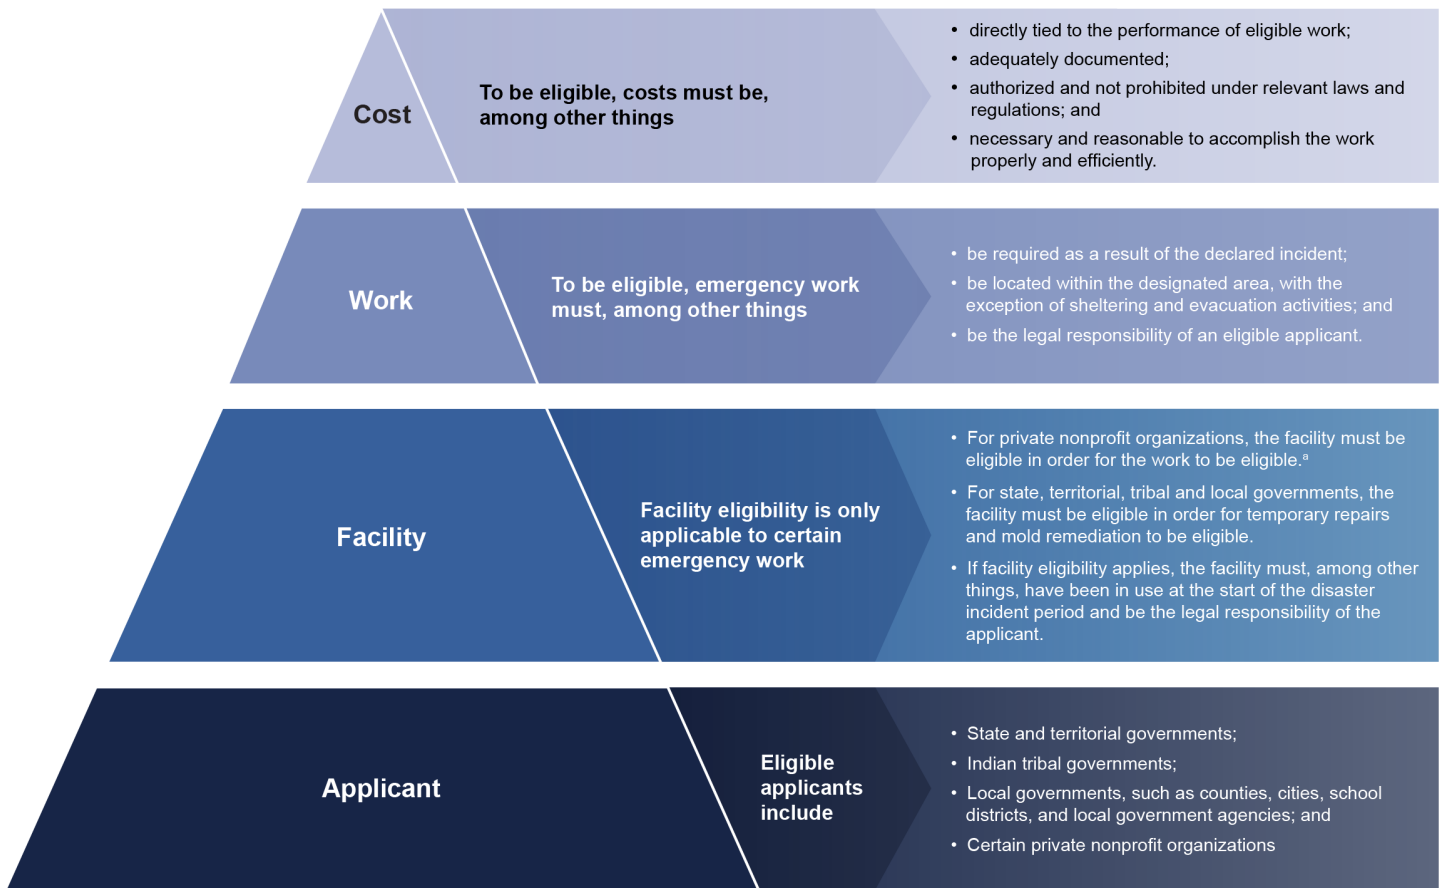 Cost
To be eligible, costs must be,
among other things
• directly tied to the performance of eligible work;
• adequately documented;
• authorized and not prohibited under relevant laws and
regulations; and
• necessary and reasonable to accomplish the work
properly and efficiently.
Work
To be eligible, emergency work
must, among other things
• be required as a result of the declared incident;
• be located within the designated area, with the
exception of sheltering and evacuation activities; and
• be the legal responsibility of an eligible applicant.
Facility
Facility eligibility is only
applicable to certain
emergency work
• For private nonprofit organizations, the facility must be
eligible in order for the work to be eligible.ª
• For state, territorial, tribal and local governments, the
facility must be eligible in order for temporary repairs
and mold remediation to be eligible.
• If facility eligibility applies, the facility must, among other
things, have been in use at the start of the disaster
incident period and be the legal responsibility of the
applicant.
Applicant
Eligible
applicants
include
• State and territorial governments;
• Indian tribal governments;
• Local governments, such as counties, cities, school
districts, and local government agencies; and
• Certain private nonprofit organizations